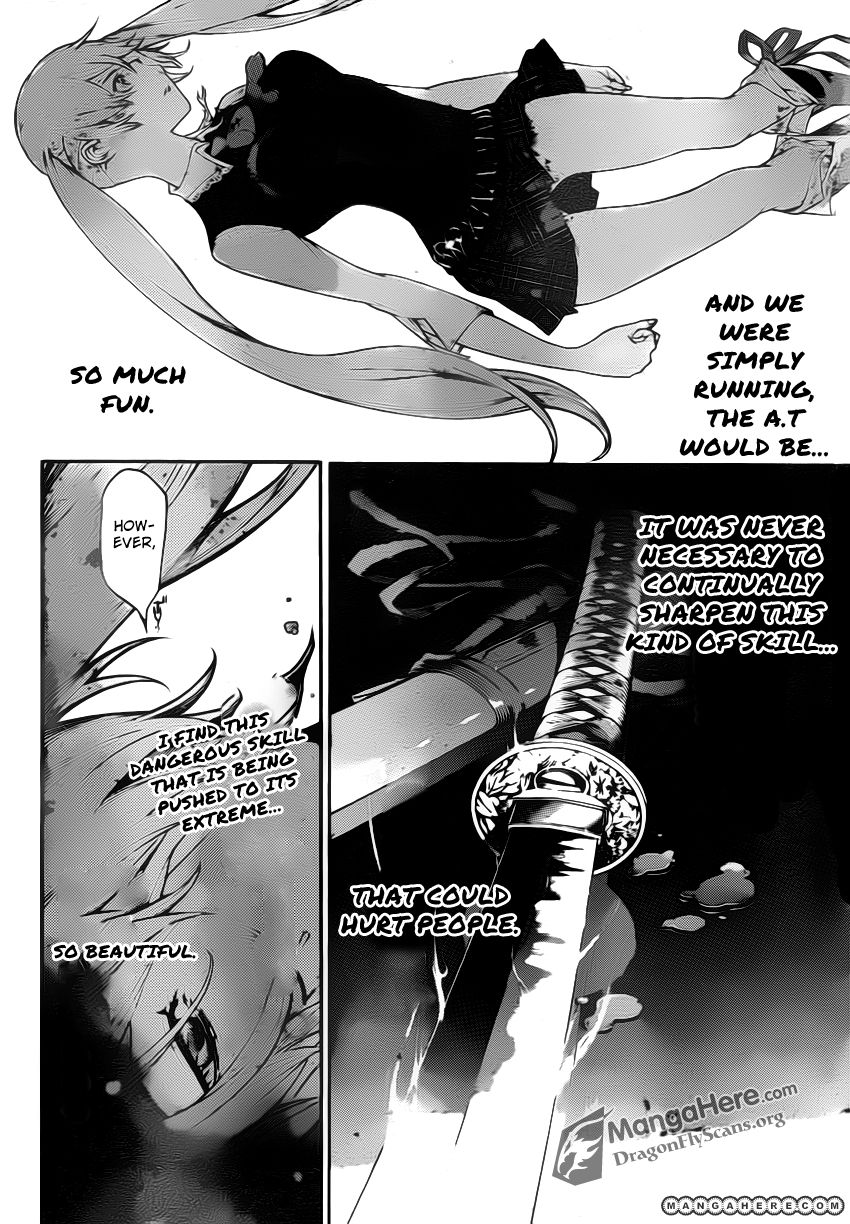 AND WE
WERE
SIMPLY
RUNNING,
THE A.T
WOULD BE...
SO MUCH
FUN.
IT WAS NEVER
NECESSARY TO
CONTINUALLY
SHARPEN THIS
KIND OF SKILL...
THAT COULD
HURT PEOPLE.
HOW-
EVER,
I FIND THIS
DANGEROUS SKILL
THAT IS BEING
PUSHED TO ITS
EXTREME...
SO BEAUTIFUL.
MangaHere.com
DragonFlyScans.org
MANGAHERE.COM